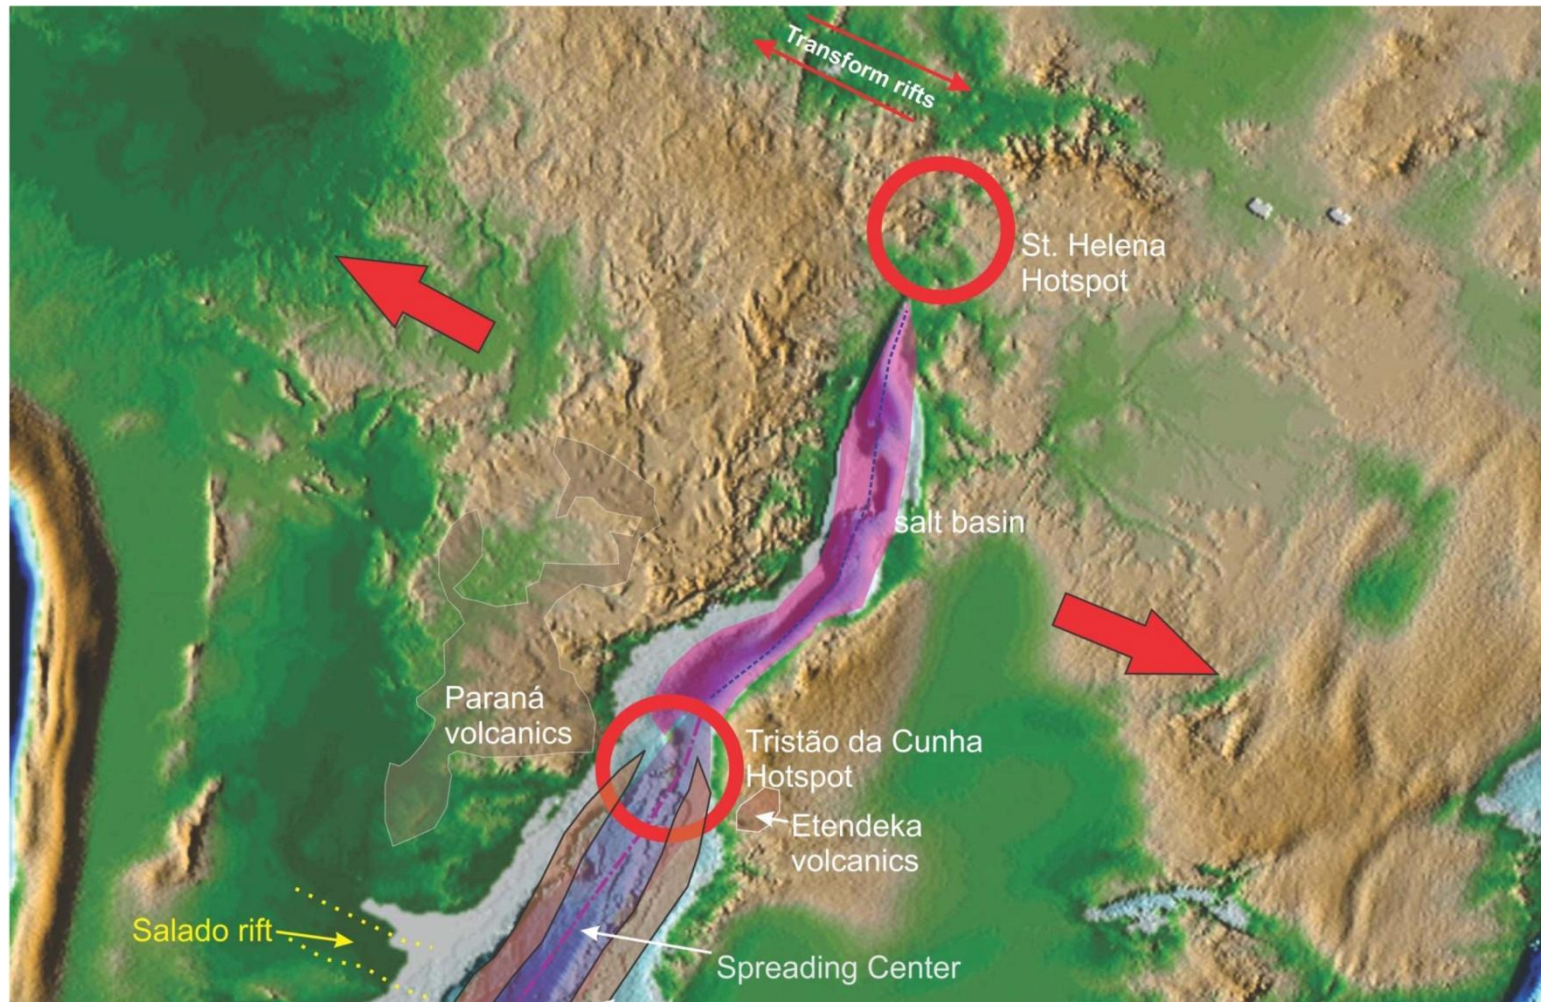 Transform rifts
St. Helena
Hotspot
salt basin
Paraná
volcanics
Tristão da Cunha
Hotspot
Etendeka
volcanics
Salado rift
Spreading Center